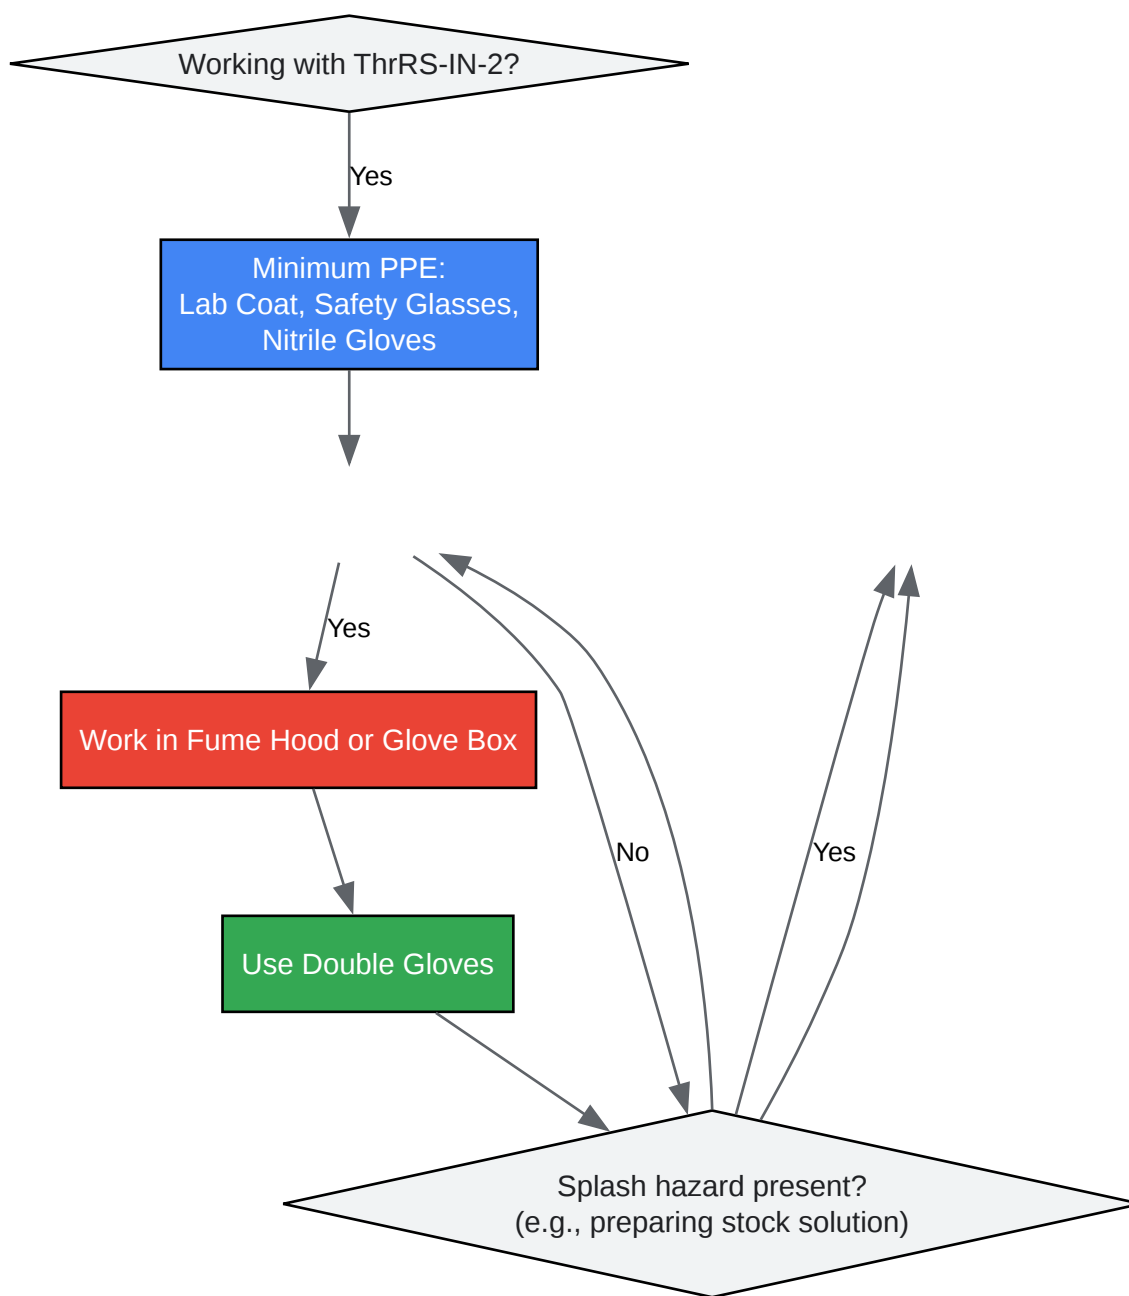 Working with ThrRS-IN-2?
Yes
Minimum PPE:
Lab Coat, Safety Glasses,
Nitrile Gloves
Yes
Work in Fume Hood or Glove Box
No
Yes
Use Double Gloves
Splash hazard present?
(e.g., preparing stock solution)